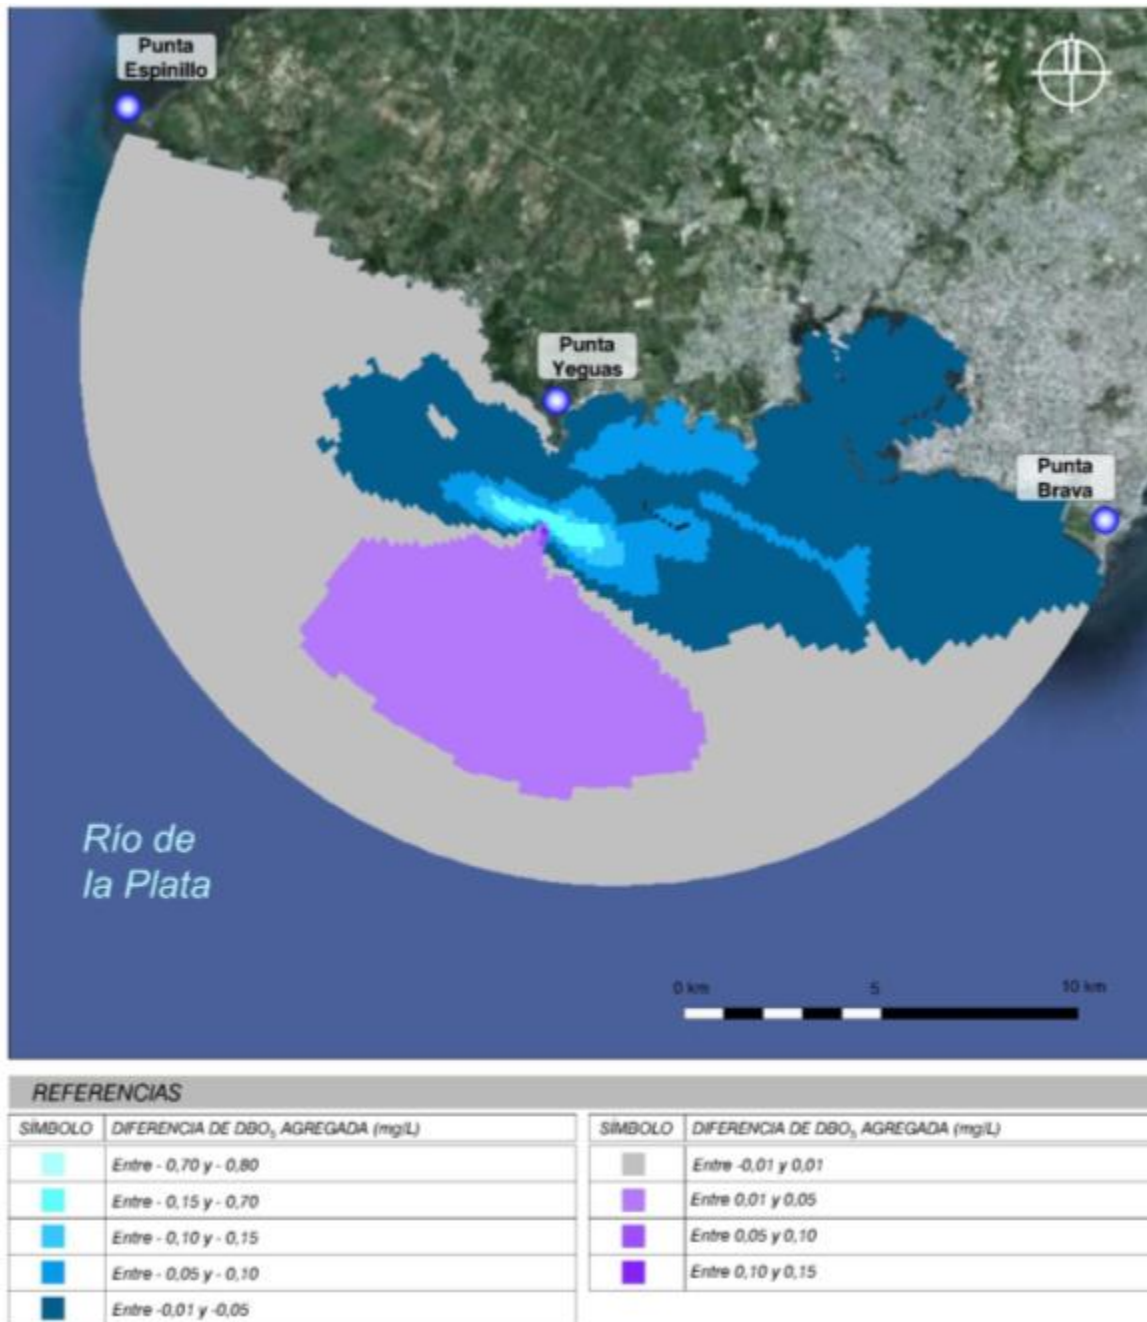 Punta
Espinillo
Punta
Yeguas
Punta
Brava
Río de
la Plata
0 km 5 10 km
REFERENCIAS
SÍMBOLO DIFERENCIA DE DBO₅ AGREGADA (mg/L)
Entre - 0,70 y - 0,80
Entre - 0,15 y - 0,70
Entre - 0,10 y - 0,15
Entre - 0,05 y - 0,10
Entre -0,01 y -0,05
SÍMBOLO DIFERENCIA DE DBO₅ AGREGADA (mg/L)
Entre -0,01 y 0,01
Entre 0,01 y 0,05
Entre 0,05 y 0,10
Entre 0,10 y 0,15